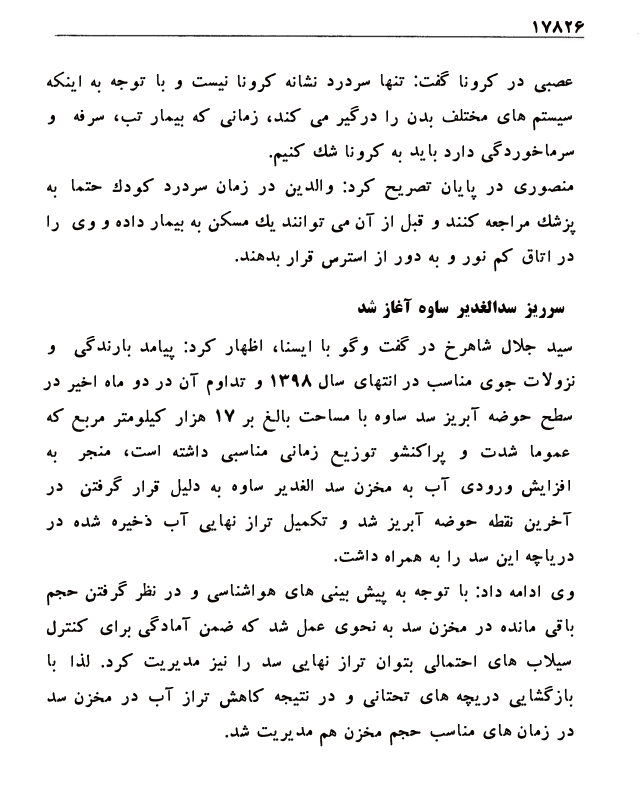 ۱۷۸۲۶
عصبی در کرونا گفت: تنها سردرد نشانه کرونا نیست و با توجه به اینکه
سیستم های مختلف بدن را درگیر می کند، زمانی که بیمار تب، سرفه و
سرماخوردگی دارد باید به کرونا شك کنیم.
منصوری در پایان تصریح کرد: والدین در زمان سردرد کودك حتما به
پزشك مراجعه کنند و قبل از آن می توانند یك مسکن به بیمار داده و وی را
در اتاق کم نور و به دور از استرس قرار بدهند.
سرریز سدالغدیر ساوه آغاز شد
سید جلال شاهرخ در گفت وگو با ایسنا، اظهار کرد: پیامد بارندگی و
نزولات جوی مناسب در انتهای سال ۱۳۹۸ و تداوم آن در دو ماه اخیر در
سطح حوضه آبریز سد ساوه با مساحت بالغ بر ۱۷ هزار کیلومتر مربع که
عموما شدت و پراکنشو توزیع زمانی مناسبی داشته است، منجر به
افزایش ورودی آب به مخزن سد الغدیر ساوه به دلیل قرار گرفتن در
آخرین نقطه حوضه آبریز شد و تکمیل تراز نهایی آب ذخیره شده در
دریاچه این سد را به همراه داشت.
وی ادامه داد: با توجه به پیش بینی های هواشناسی و در نظر گرفتن حجم
باقی مانده در مخزن سد به نحوی عمل شد که ضمن آمادگی برای کنترل
سیلاب های احتمالی بتوان تراز نهایی سد را نیز مدیریت کرد. لذا با
بازگشایی دریچه های تحتانی و در نتیجه کاهش تراز آب در مخزن سد
در زمان های مناسب حجم مخزن هم مدیریت شد.